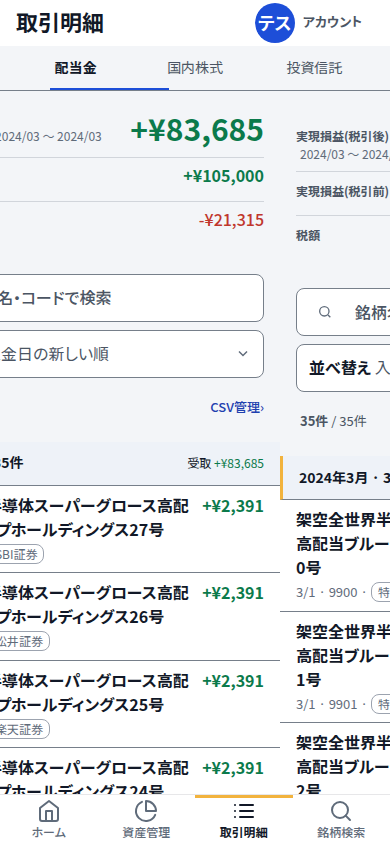 取引明細
テス アカウント
配当金 国内株式 投資信託
2024/03 〜 2024/03 +¥83,685
+¥105,000
-¥21,315
名・コードで検索
金日の新しい順
CSV管理›
35件 受取 +¥83,685
導体スーパーグロース高配 +¥2,391
プホールディングス27号
SBI証券
導体スーパーグロース高配 +¥2,391
プホールディングス26号
松井証券
導体スーパーグロース高配 +¥2,391
プホールディングス25号
楽天証券
導体スーパーグロース高配 +¥2,391
プホールディングス24号
実現損益(税引後)
2024/03 〜 2024/
実現損益(税引前)
税額
銘柄
並べ替え 入
35件 / 35件
2024年3月・3
架空全世界半
高配当ブルー
0号
3/1・9900・特
架空全世界半
高配当ブルー
1号
3/1・9901・特
架空全世界半
高配当ブルー
2号
ホーム 資産管理 取引明細 銘柄検索